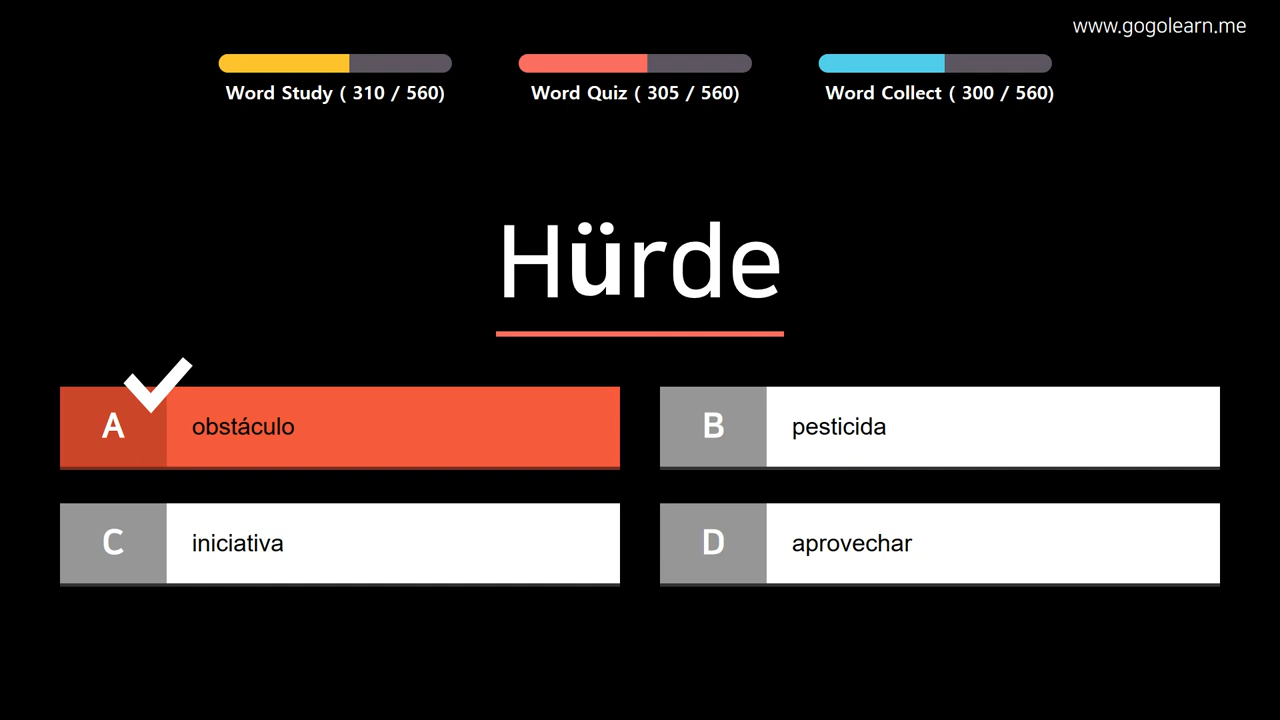 www.gogolearn.me
Word Study ( 310 / 560)
Word Quiz ( 305 / 560)
Word Collect ( 300 / 560)
Hürde
A obstáculo
B pesticida
C iniciativa
D aprovechar